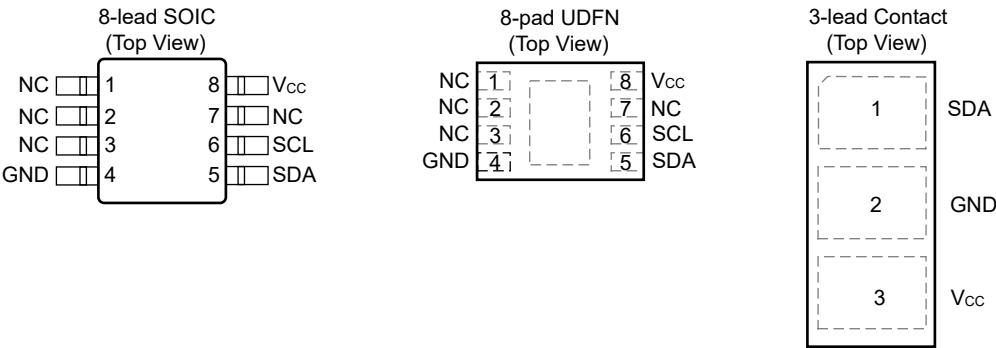 8-lead SOIC
(Top View)
NC 1 8 Vcc
NC 2 7 NC
NC 3 6 SCL
GND 4 5 SDA
8-pad UDFN
(Top View)
NC 1 8 Vcc
NC 2 7 NC
NC 3 6 SCL
GND 4 5 SDA
3-lead Contact
(Top View)
1 SDA
2 GND
3 Vcc